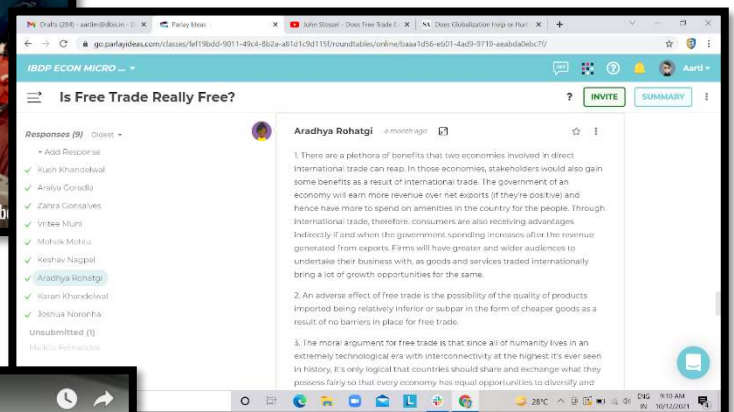 Drafts (284) - aartim@dbis.in - D
Parlay Ideas
John Stossel - Does Free Trade C
Does Globalization Help or Hurt
go.parlayideas.com/classes/fef19bdd-9011-49c4-8b2a-a81d1c9d115f/roundtables/online/baaa1d56-eb01-4ad9-9719-aeabda0ebc7f/
IBDP ECON MICRO ...
Aarti
Is Free Trade Really Free?
? INVITE SUMMARY
Responses (9) Oldest
+ Add Response
Kush Khandelwal
Araiya Goradia
Zahra Gonsalves
Vritee Muni
Mehek Mehta
Keshav Nagpal
Aradhya Rohatgi
Karan Khandelwal
Joshua Noronha
Unsubmitted (1)
Fernandes
Aradhya Rohatgi a month ago
1. There are a plethora of benefits that two economies involved in direct
international trade can reap. In those economies, stakeholders would also gain
some benefits as a result of international trade. The government of an
economy will earn more revenue over net exports (if they're positive) and
hence have more to spend on amenities in the country for the people. Through
international trade, therefore, consumers are also receiving advantages
indirectly if and when the government spending increases after the revenue
generated from exports. Firms will have greater and wider audiences to
undertake their business with, as goods and services traded internationally
bring a lot of growth opportunities for the same.
2. An adverse effect of free trade is the possibility of the quality of products
imported being relatively inferior or subpar in the form of cheaper goods as a
result of no barriers in place for free trade.
3. The moral argument for free trade is that since all of humanity lives in an
extremely technological era with interconnectivity at the highest it's ever seen
in history, it's only logical that countries should share and exchange what they
possess fairly so that every economy has equal opportunities to diversify and
28°C
ENG
IN
9:10 AM
10/12/2021